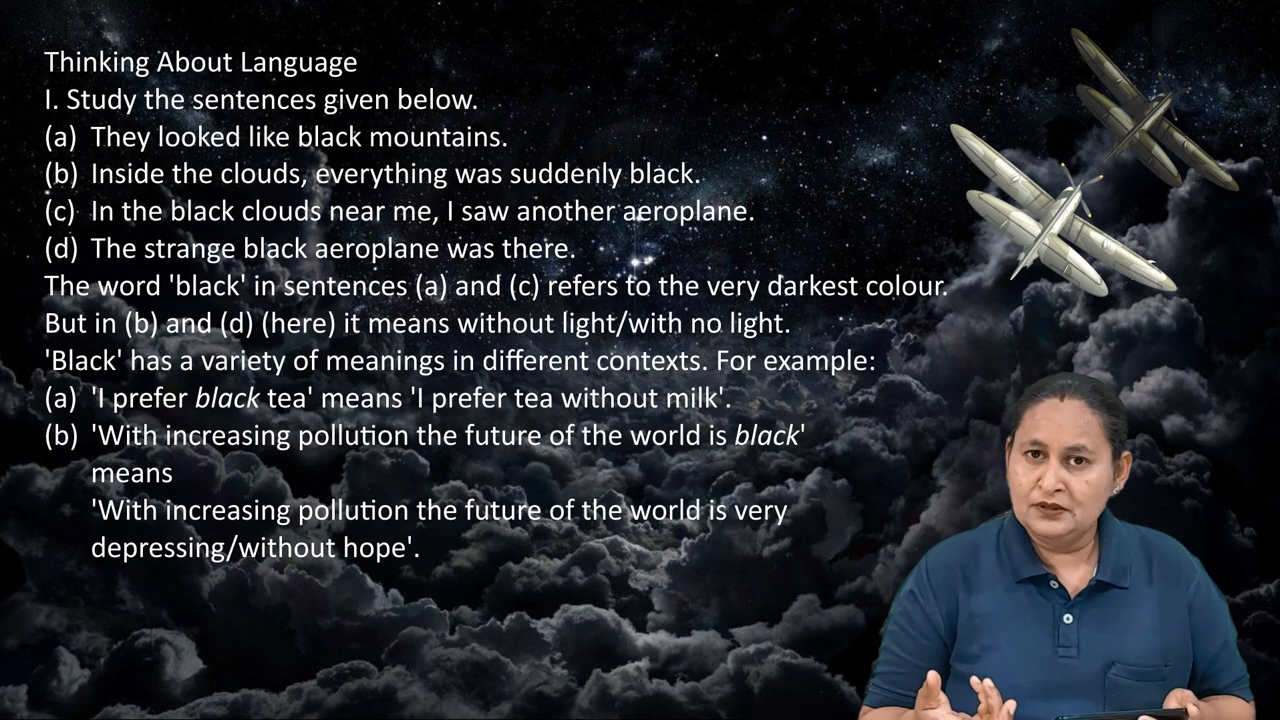 Thinking About Language
I. Study the sentences given below.
(a) They looked like black mountains.
(b) Inside the clouds, everything was suddenly black.
(c) In the black clouds near me, I saw another aeroplane.
(d) The strange black aeroplane was there.
The word 'black' in sentences (a) and (c) refers to the very darkest colour.
But in (b) and (d) (here) it means without light/with no light.
'Black' has a variety of meanings in different contexts. For example:
(a) 'I prefer black tea' means 'I prefer tea without milk'.
(b) 'With increasing pollution the future of the world is black'
means
'With increasing pollution the future of the world is very
depressing/without hope'.